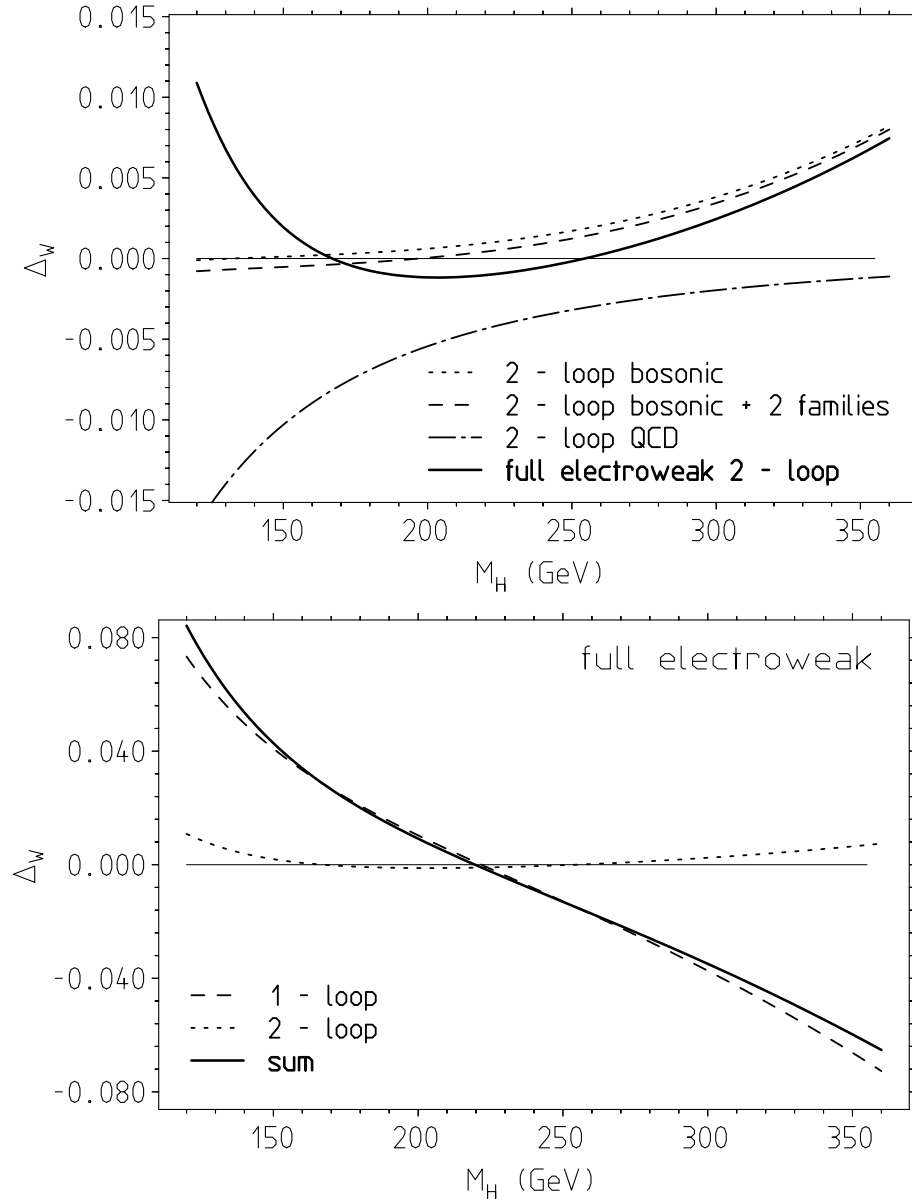 0.015
0.010
0.005
0.000
-0.005
-0.010
-0.015
Δ_W
2 - loop bosonic
2 - loop bosonic + 2 families
2 - loop QCD
full electroweak 2 - loop
150 200 250 300 350
M_H (GeV)
0.080
0.040
0.000
-0.040
-0.080
Δ_W
full electroweak
1 - loop
2 - loop
sum
150 200 250 300 350
M_H (GeV)